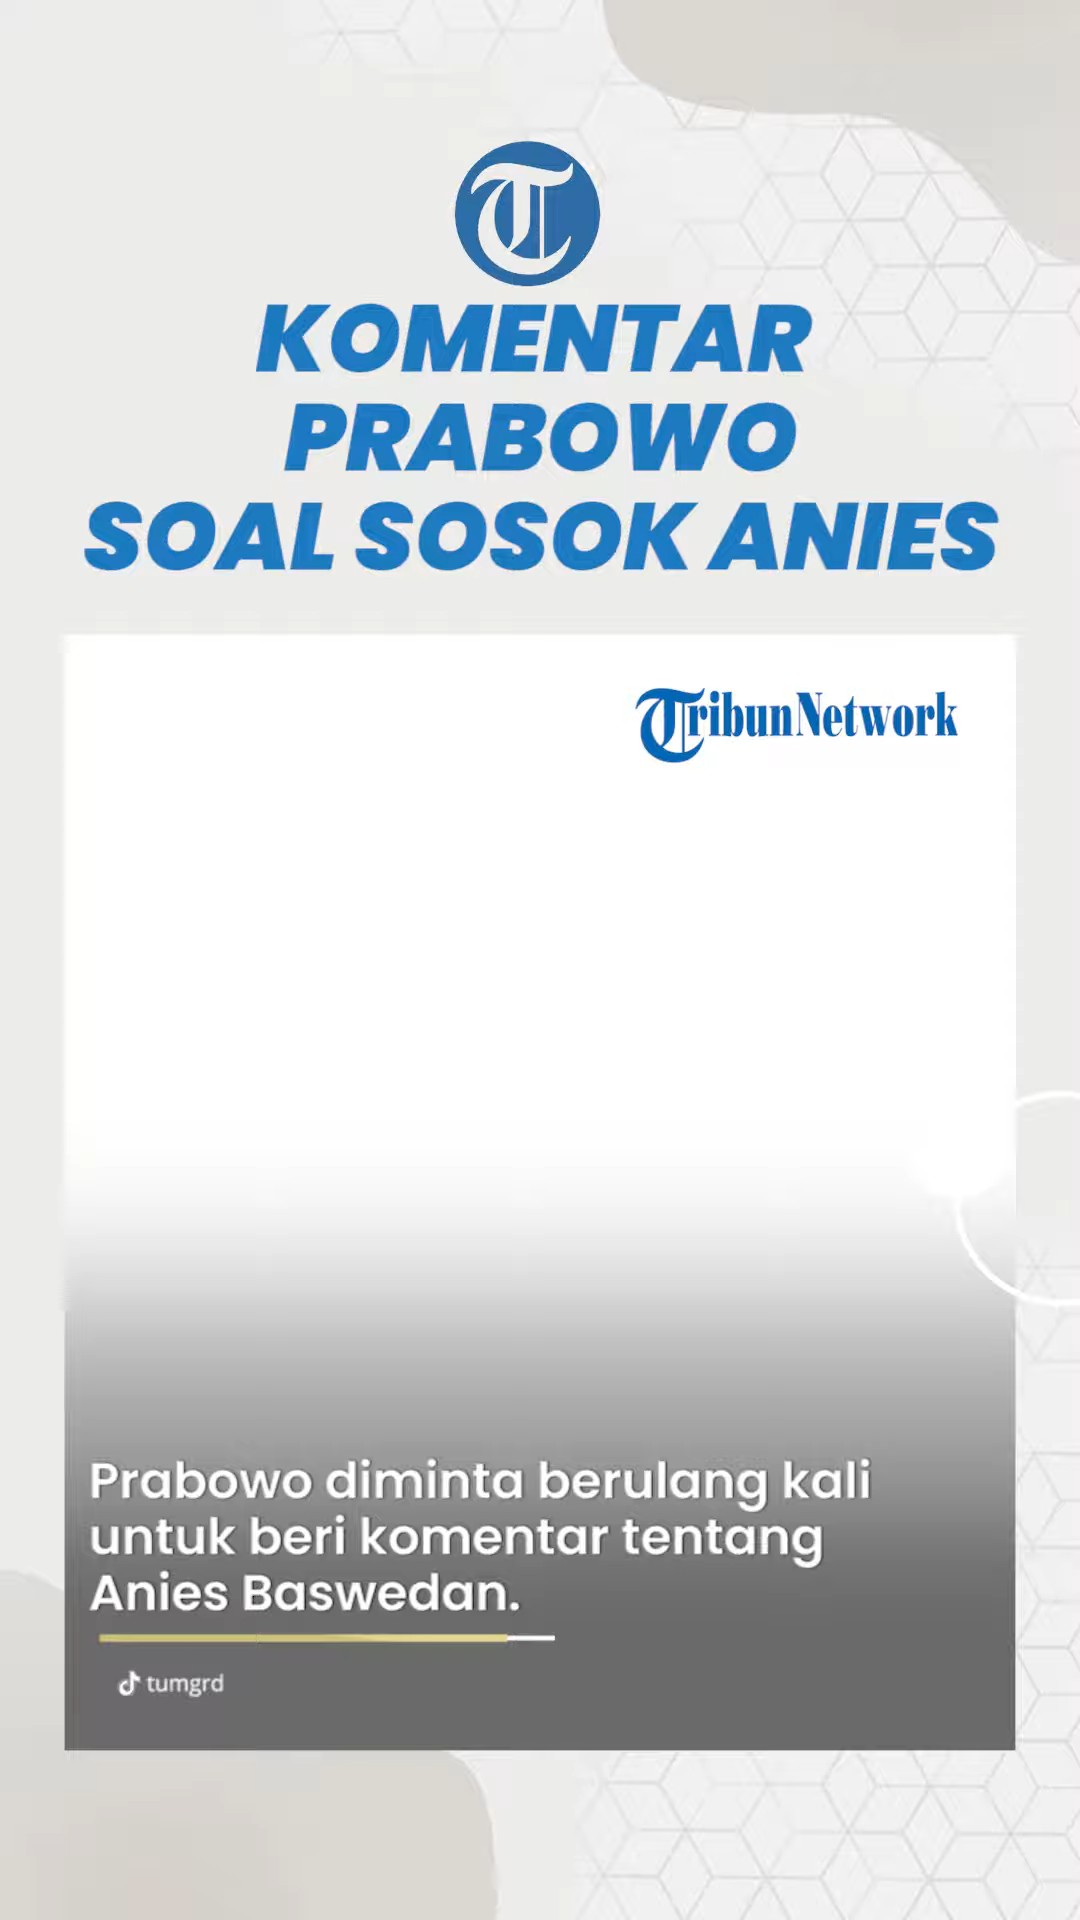 T
KOMENTAR
PRABOWO
SOAL SOSOK ANIES
TribunNetwork
Prabowo diminta berulang kali
untuk beri komentar tentang
Anies Baswedan.
tumgrd